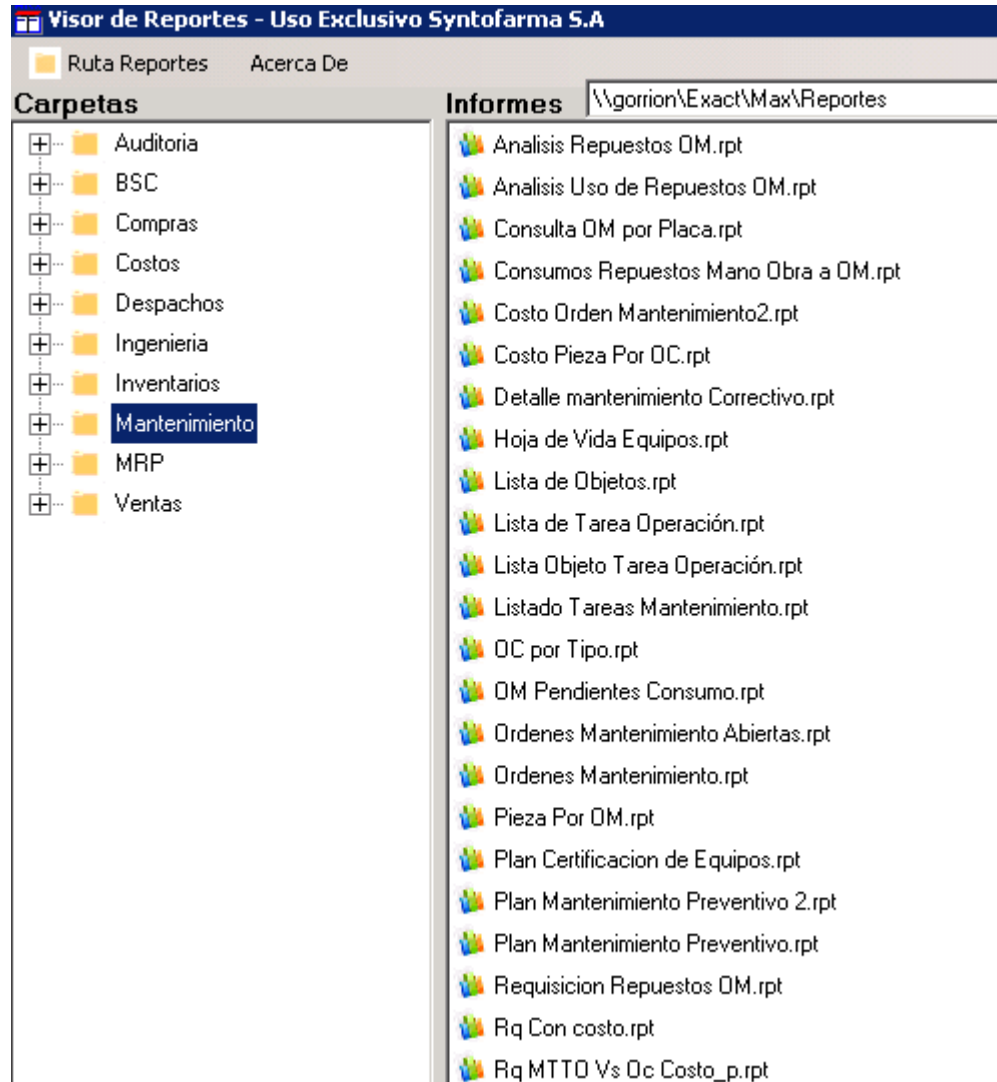 Visor de Reportes - Uso Exclusivo Syntofarma S.A
Ruta Reportes Acerca De
Carpetas
Informes \\gorrion\Exact\Max\Reportes
Auditoria
BSC
Compras
Costos
Despachos
Ingenieria
Inventarios
Mantenimiento
MRP
Ventas
Analisis Repuestos OM.rpt
Analisis Uso de Repuestos OM.rpt
Consulta OM por Placa.rpt
Consumos Repuestos Mano Obra a OM.rpt
Costo Orden Mantenimiento2.rpt
Costo Pieza Por OC.rpt
Detalle mantenimiento Correctivo.rpt
Hoja de Vida Equipos.rpt
Lista de Objetos.rpt
Lista de Tarea Operación.rpt
Lista Objeto Tarea Operación.rpt
Listado Tareas Mantenimiento.rpt
OC por Tipo.rpt
OM Pendientes Consumo.rpt
Ordenes Mantenimiento Abiertas.rpt
Ordenes Mantenimiento.rpt
Pieza Por OM.rpt
Plan Certificacion de Equipos.rpt
Plan Mantenimiento Preventivo 2.rpt
Plan Mantenimiento Preventivo.rpt
Requisicion Repuestos OM.rpt
Rq Con costo.rpt
Rq MTTO Vs Oc Costo_p.rpt